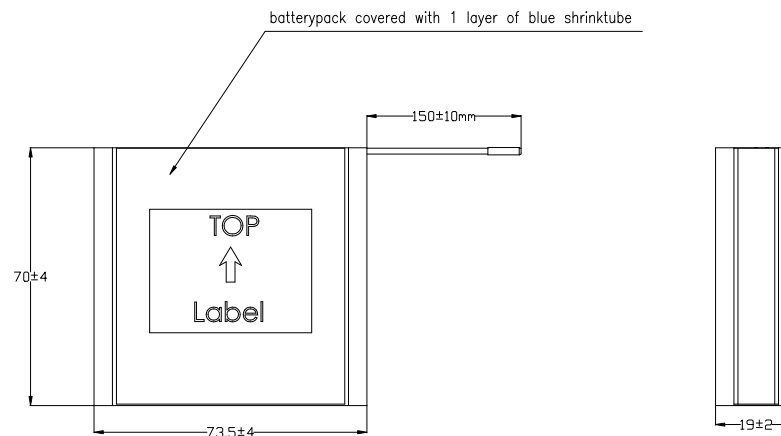 batterypack covered with 1 layer of blue shrinktube
150±10mm
TOP
70±4
Label
73.5±4
19±2